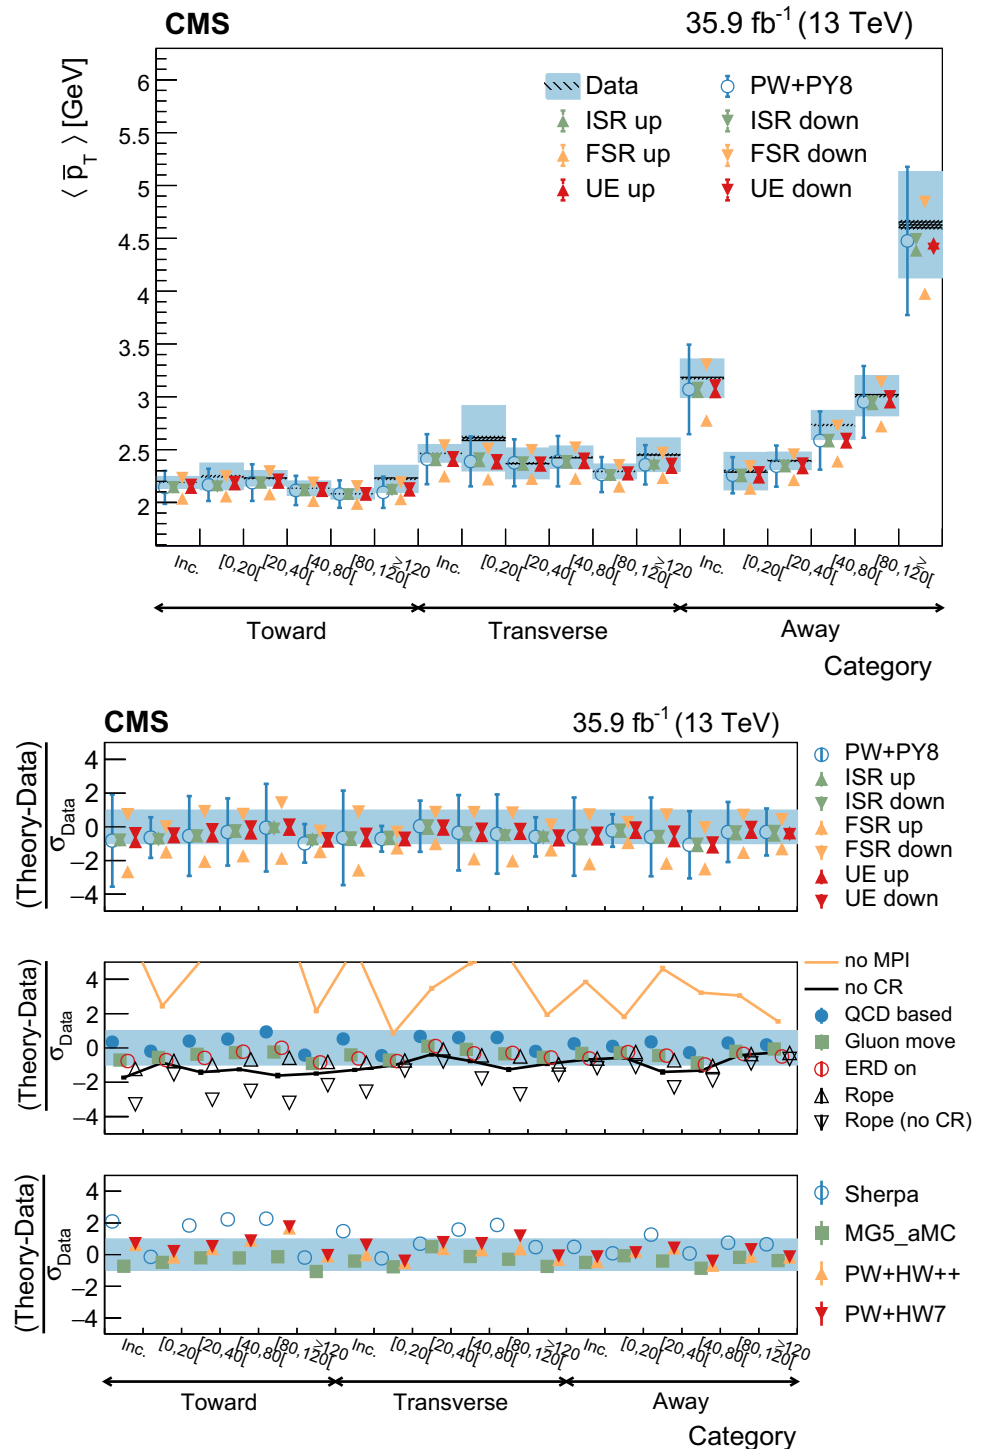 CMS
35.9 fb⁻¹ (13 TeV)
⟨ p̅_T ⟩ [GeV]
6
5.5
5
4.5
4
3.5
3
2.5
2
Data
PW+PY8
ISR up
ISR down
FSR up
FSR down
UE up
UE down
Inc.
[0,20[
[20,40[
[40,80[
[80,120[
≥120
Inc.
[0,20[
[20,40[
[40,80[
[80,120[
≥120
Inc.
[0,20[
[20,40[
[40,80[
[80,120[
≥
Toward
Transverse
Away
Category
CMS
35.9 fb⁻¹ (13 TeV)
(Theory-Data)
σ_Data
4
2
0
−2
−4
PW+PY8
ISR up
ISR down
FSR up
FSR down
UE up
UE down
(Theory-Data)
σ_Data
4
2
0
−2
−4
no MPI
no CR
QCD based
Gluon move
ERD on
Rope
Rope (no CR)
(Theory-Data)
σ_Data
4
2
0
−2
−4
Sherpa
MG5_aMC
PW+HW++
PW+HW7
Inc.
[0,20[
[20,40[
[40,80[
[80,120[
≥120
Inc.
[0,20[
[20,40[
[40,80[
[80,120[
≥120
Inc.
[0,20[
[20,40[
[40,80[
[80,120[
≥120
Toward
Transverse
Away
Category